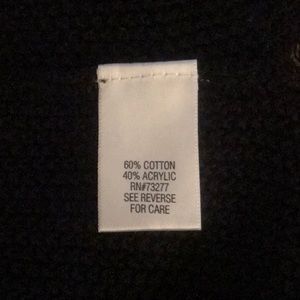 60% COTTON
40% ACRYLIC
RN#73277
SEE REVERSE
FOR CARE